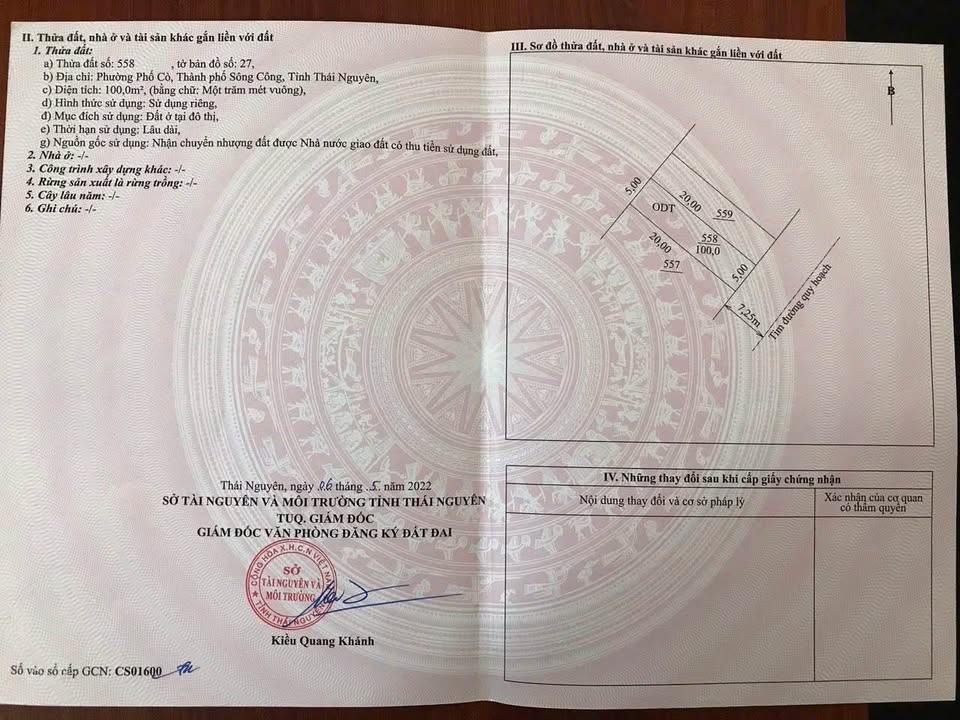 II. Thửa đất, nhà ở và tài sản khác gắn liền với đất
1. Thửa đất:
a) Thửa đất số: 558 , tờ bản đồ số: 27,
b) Địa chỉ: Phường Phố Cò, Thành phố Sông Công, Tỉnh Thái Nguyên,
c) Diện tích: 100,0m², (bằng chữ: Một trăm mét vuông),
d) Hình thức sử dụng: Sử dụng riêng,
đ) Mục đích sử dụng: Đất ở tại đô thị,
e) Thời hạn sử dụng: Lâu dài,
g) Nguồn gốc sử dụng: Nhận chuyển nhượng đất được Nhà nước giao đất có thu tiền sử dụng đất,
2. Nhà ở: -/-
3. Công trình xây dựng khác: -/-
4. Rừng sản xuất là rừng trồng: -/-
5. Cây lâu năm: -/-
6. Ghi chú: -/-
Thái Nguyên, ngày 06 tháng 5 năm 2022
SỞ TÀI NGUYÊN VÀ MÔI TRƯỜNG TỈNH THÁI NGUYÊN
TUQ. GIÁM ĐỐC
GIÁM ĐỐC VĂN PHÒNG ĐĂNG KÝ ĐẤT ĐAI
CỘNG HÒA X.H.C.N VIỆT NAM
SỞ
TÀI NGUYÊN VÀ
MÔI TRƯỜNG
TỈNH THÁI NGUYÊN
Kiều Quang Khánh
Số vào sổ cấp GCN: CS01600
III. Sơ đồ thửa đất, nhà ở và tài sản khác gắn liền với đất
B
5,00
20,00
559
ODT
558
100,0
20,00
557
5,00
7,25m
Tim đường quy hoạch
IV. Những thay đổi sau khi cấp giấy chứng nhận
Nội dung thay đổi và cơ sở pháp lý
Xác nhận của cơ quan
có thẩm quyền